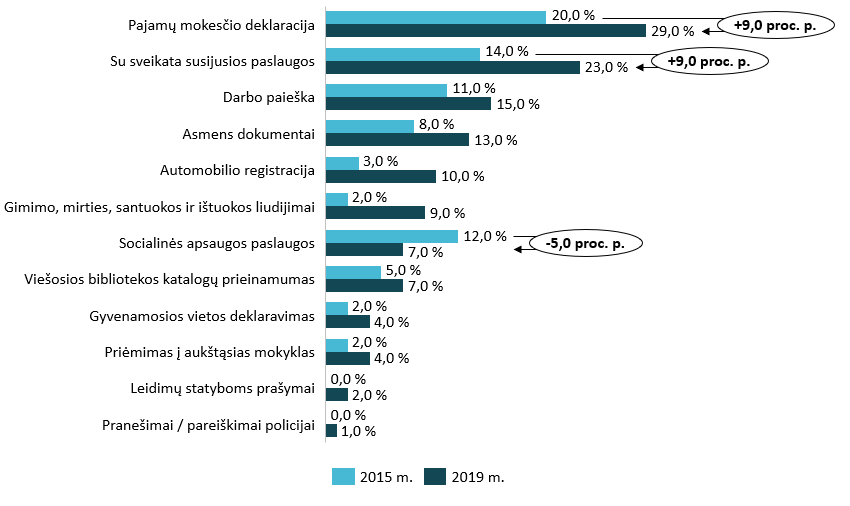 Pajamų mokesčio deklaracija
20,0 %
29,0 %
+9,0 proc. p.
Su sveikata susijusios paslaugos
14,0 %
23,0 %
+9,0 proc. p.
Darbo paieška
11,0 %
15,0 %
Asmens dokumentai
8,0 %
13,0 %
Automobilio registracija
3,0 %
10,0 %
Gimimo, mirties, santuokos ir ištuokos liudijimai
2,0 %
9,0 %
Socialinės apsaugos paslaugos
12,0 %
7,0 %
-5,0 proc. p.
Viešosios bibliotekos katalogų prieinamumas
5,0 %
7,0 %
Gyvenamosios vietos deklaravimas
2,0 %
4,0 %
Priėmimas į aukštąsias mokyklas
2,0 %
4,0 %
Leidimų statyboms prašymai
0,0 %
2,0 %
Pranešimai / pareiškimai policijai
0,0 %
1,0 %
2015 m.
2019 m.